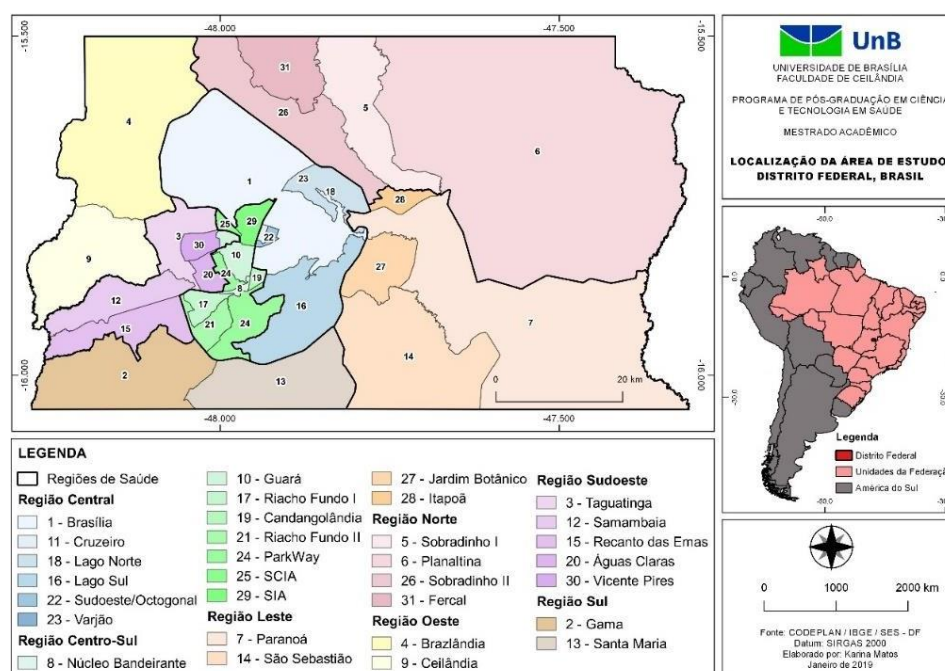 -48.000
-47.500
-15.500
-15.500
31
5
4
26
6
1
23
18
28
25
29
3
22
30
10
9
27
20
24
19
8
12
16
17
7
15
21
24
14
2
13
0
20 km
-16.000
-16.000
-48.000
-47.500
LEGENDA
Regiões de Saúde
Região Central
1 - Brasília
11 - Cruzeiro
18 - Lago Norte
16 - Lago Sul
22 - Sudoeste/Octogonal
23 - Varjão
Região Centro-Sul
8 - Núcleo Bandeirante
10 - Guará
17 - Riacho Fundo I
19 - Candangolândia
21 - Riacho Fundo II
24 - ParkWay
25 - SCIA
29 - SIA
Região Leste
7 - Paranoá
14 - São Sebastião
27 - Jardim Botânico
28 - Itapoã
Região Norte
5 - Sobradinho I
6 - Planaltina
26 - Sobradinho II
31 - Fercal
Região Oeste
4 - Brazlândia
9 - Ceilândia
Região Sudoeste
3 - Taguatinga
12 - Samambaia
15 - Recanto das Emas
20 - Águas Claras
30 - Vicente Pires
Região Sul
2 - Gama
13 - Santa Maria
UnB
UNIVERSIDADE DE BRASÍLIA
FACULDADE DE CEILÂNDIA
PROGRAMA DE PÓS-GRADUAÇÃO EM CIÊNCIA
E TECNOLOGIA EM SAÚDE
MESTRADO ACADÊMICO
LOCALIZAÇÃO DA ÁREA DE ESTUDO
DISTRITO FEDERAL, BRASIL
0.0
Legenda
Distrito Federal
Unidades da Federação
América do Sul
0
1000
2000 km
Fonte: CODEPLAN / IBGE / SES - DF
Datum: SIRGAS 2000
Elaborado por: Karina Matos
Janeiro de 2019